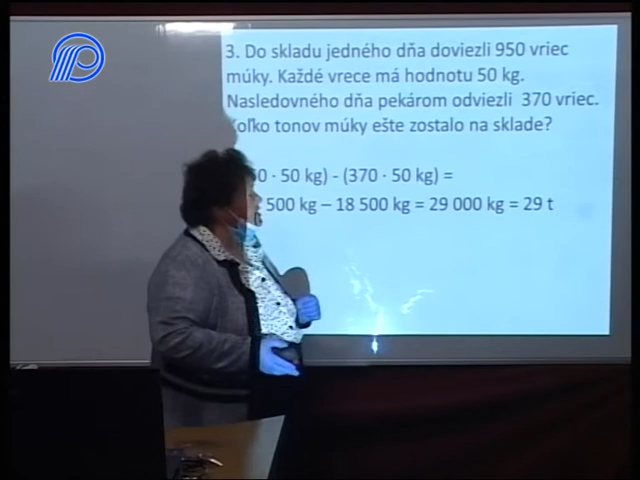 3. Do skladu jedného dňa doviezli 950 vriec
múky. Každé vrece má hodnotu 50 kg.
Nasledovného dňa pekárom odviezli 370 vriec.
oľko tonov múky ešte zostalo na sklade?
0 · 50 kg) - (370 · 50 kg) =
500 kg – 18 500 kg = 29 000 kg = 29 t